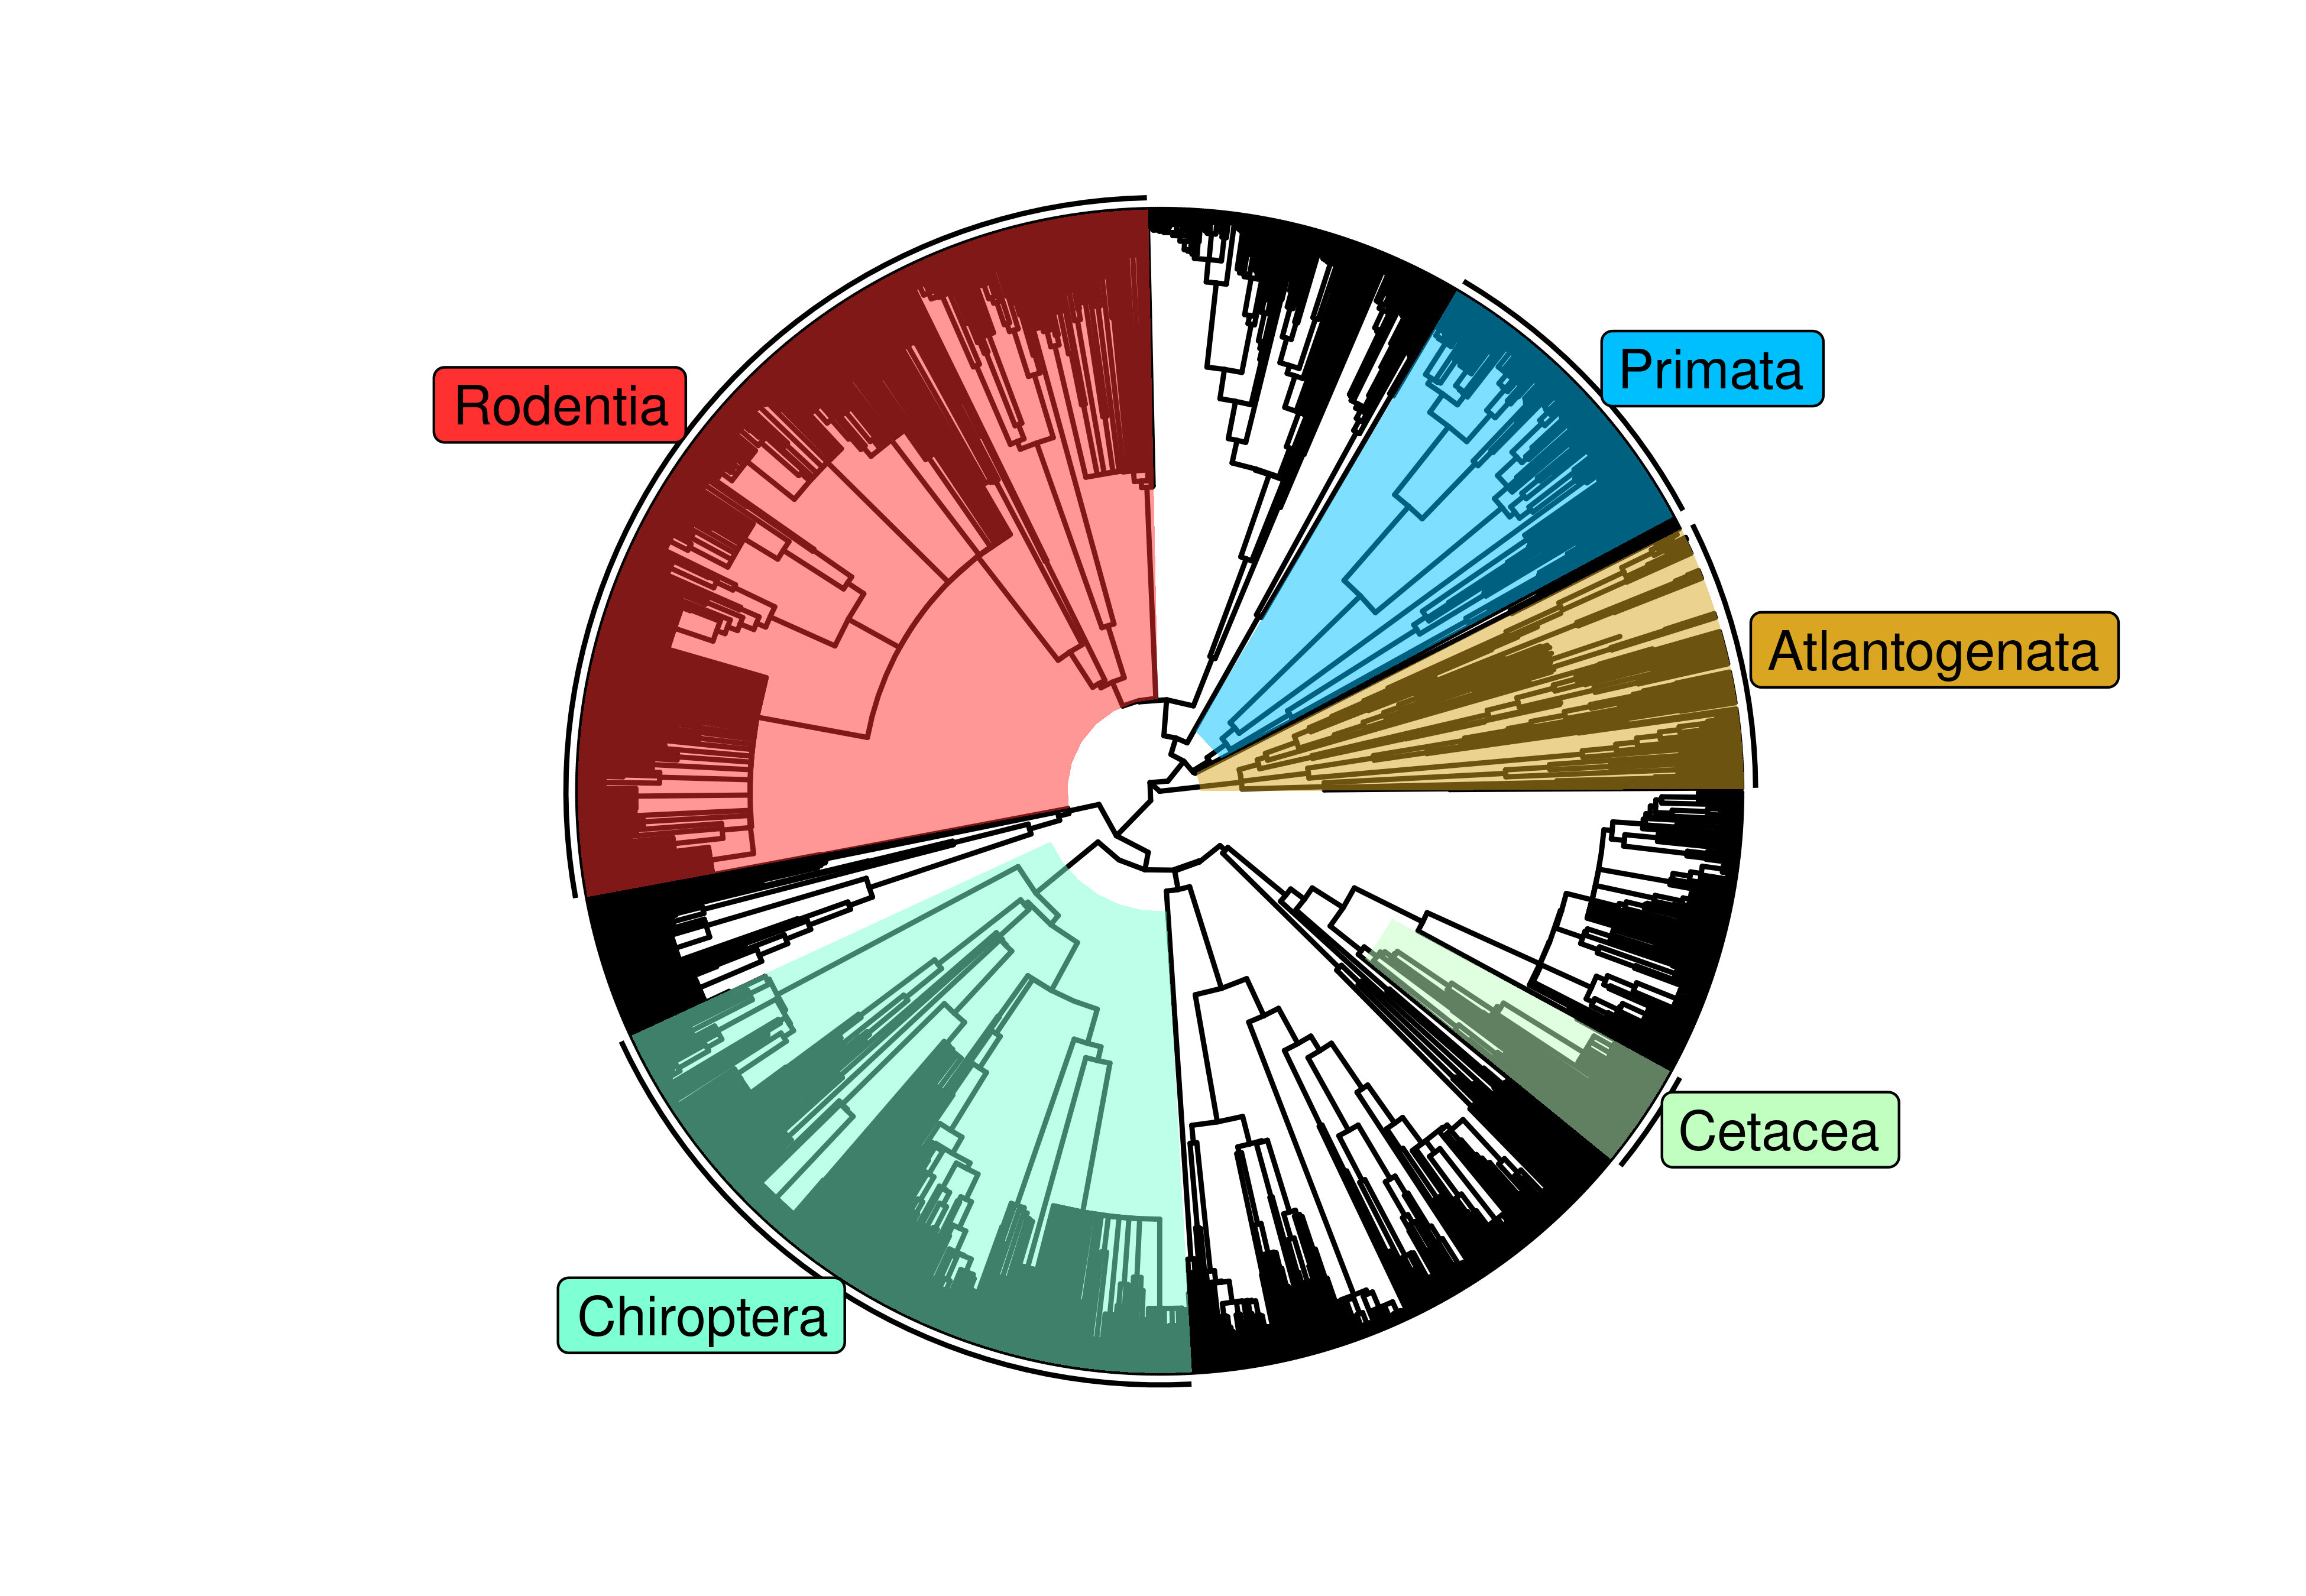 Primata
Rodentia
Atlantogenata
Cetacea
Chiroptera